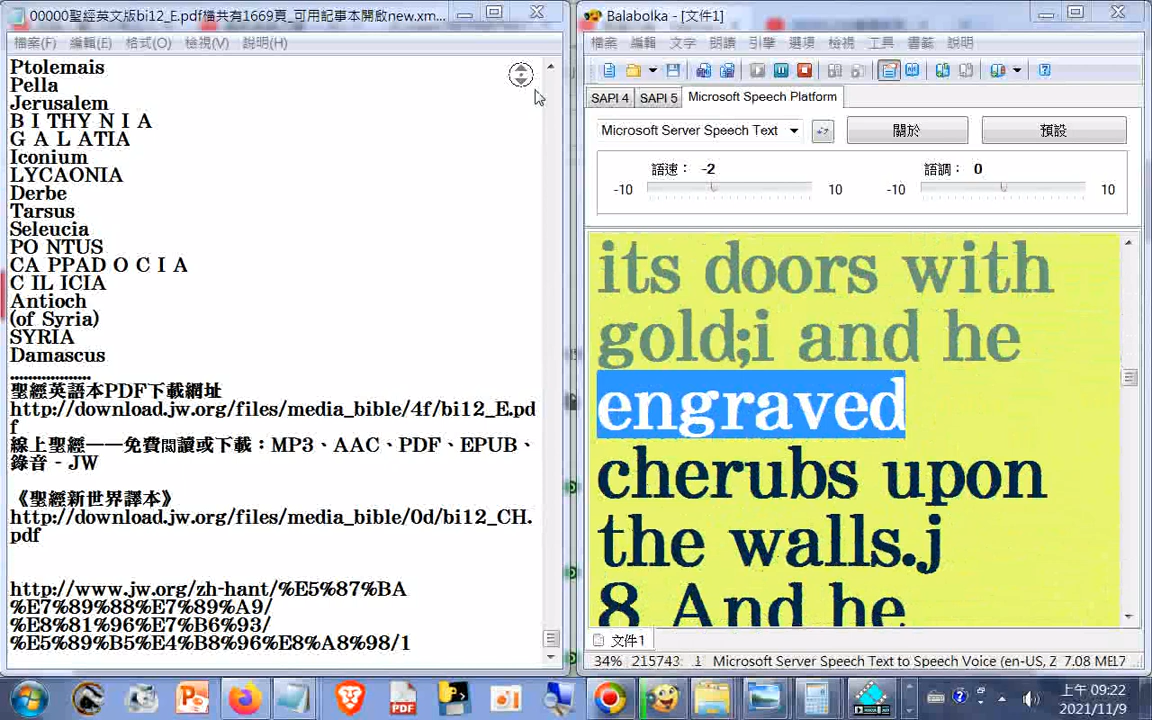 00000聖經英文版bi12_E.pdf檔共有1669頁_可用記事本開啟new.xm...
檔案(F) 編輯(E) 格式(O) 檢視(V) 說明(H)
Ptolemais
Pella
Jerusalem
B I THY N I A
G A L ATIA
Iconium
LYCAONIA
Derbe
Tarsus
Seleucia
PO NTUS
CA PPAD O C I A
C IL ICIA
Antioch
(of Syria)
SYRIA
Damascus
..................
聖經英語本PDF下載網址
http://download.jw.org/files/media_bible/4f/bi12_E.pd
f
線上聖經——免費閱讀或下載：MP3、AAC、PDF、EPUB、
錄音 - JW
《聖經新世界譯本》
http://download.jw.org/files/media_bible/0d/bi12_CH.
pdf
http://www.jw.org/zh-hant/%E5%87%BA
%E7%89%88%E7%89%A9/
%E8%81%96%E7%B6%93/
%E5%89%B5%E4%B8%96%E8%A8%98/1
Balabolka - [文件1]
檔案 編輯 文字 朗讀 引擎 選項 檢視 工具 書籤 說明
SAPI 4 SAPI 5 Microsoft Speech Platform
Microsoft Server Speech Text 關於 預設
語速： -2 語調： 0
-10 10 -10 10
its doors with
gold;i and he
engraved
cherubs upon
the walls.j
8 And he
文件1
34% 215743: 1 Microsoft Server Speech Text to Speech Voice (en-US, Z 7.08 ME
上午 09:22
2021/11/9